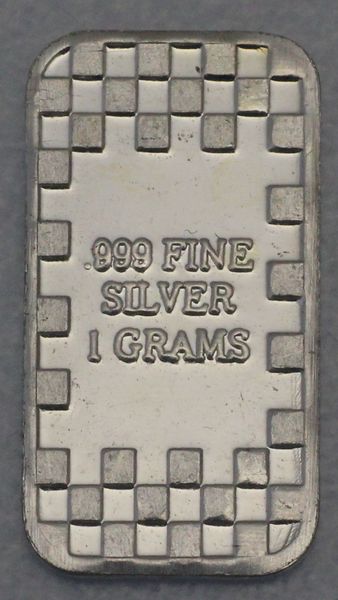 .999 FINE
SILVER
1 GRAMS